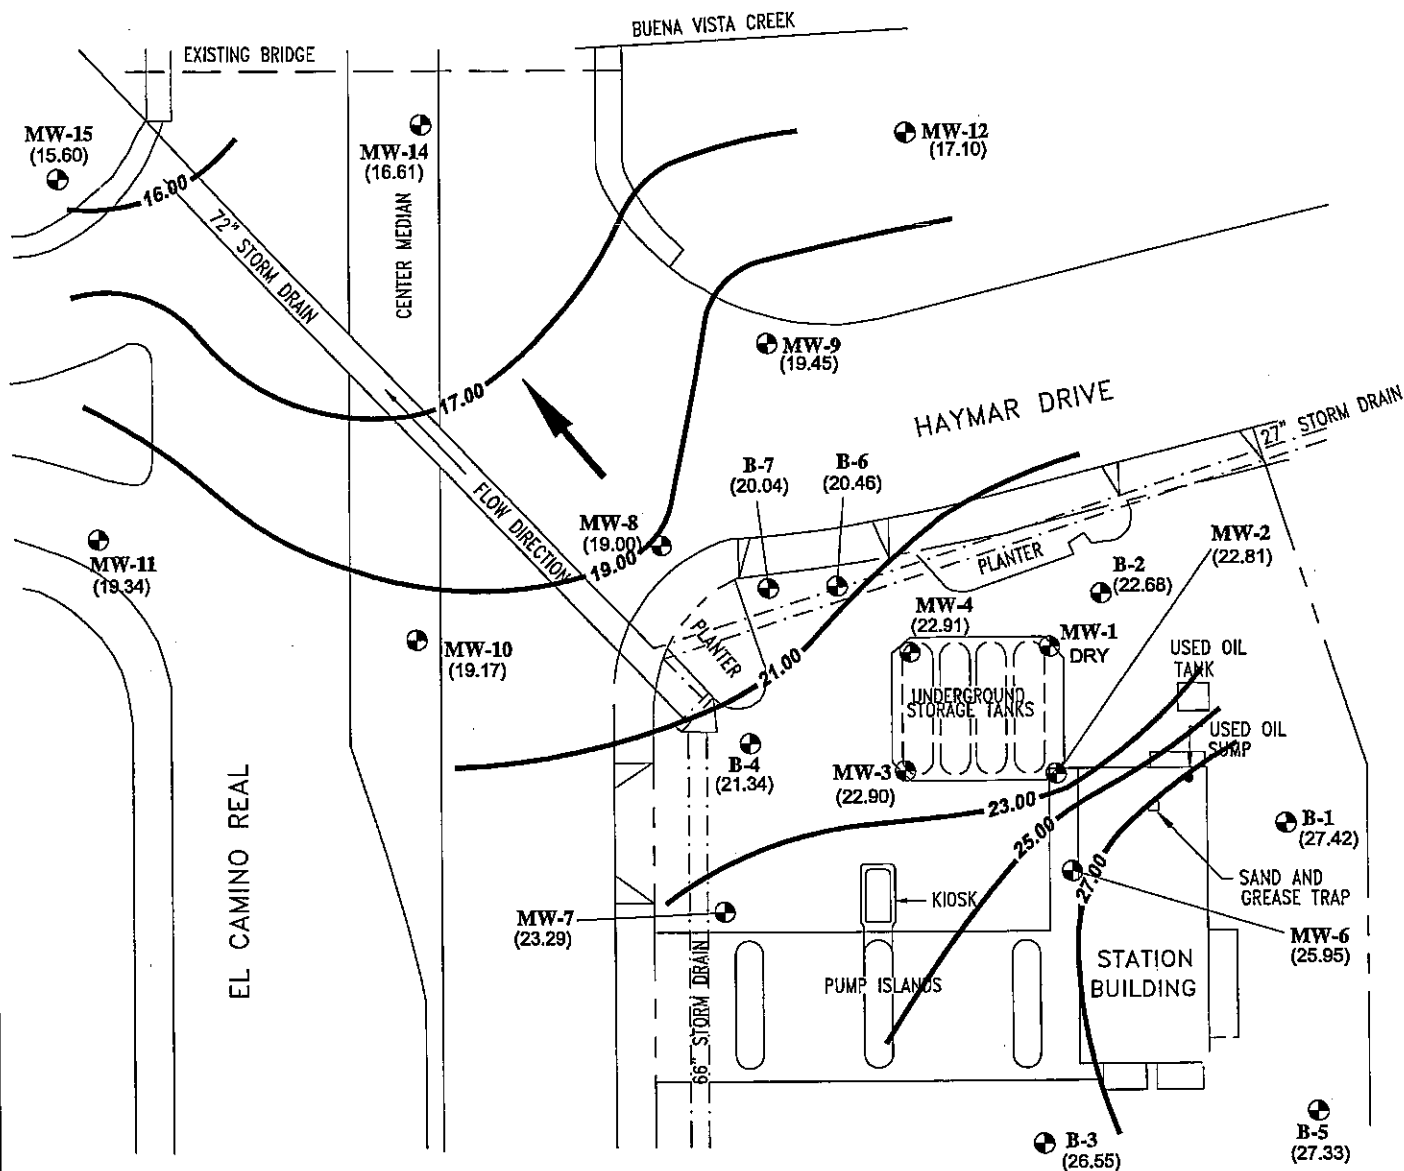 BUENA VISTA CREEK
EXISTING BRIDGE
MW-15
(15.60)
MW-14
(16.61)
MW-12
(17.10)
16.00
72" STORM DRAIN
CENTER MEDIAN
MW-9
(19.45)
17.00
HAYMAR DRIVE
27" STORM DRAIN
B-7
(20.04)
B-6
(20.46)
FLOW DIRECTION
MW-8
(19.00)
19.00
MW-2
(22.81)
MW-11
(19.34)
PLANTER
B-2
(22.68)
MW-4
(22.91)
MW-1
DRY
MW-10
(19.17)
PLANTER
21.00
USED OIL
TANK
UNDERGROUND
STORAGE TANKS
USED OIL
SUMP
B-4
(21.34)
MW-3
(22.90)
23.00
25.00
B-1
(27.42)
27.00
EL CAMINO REAL
KIOSK
SAND AND
GREASE TRAP
MW-7
(23.29)
MW-6
(25.95)
66" STORM DRAIN
PUMP ISLANDS
STATION
BUILDING
B-3
(26.55)
B-5
(27.33)